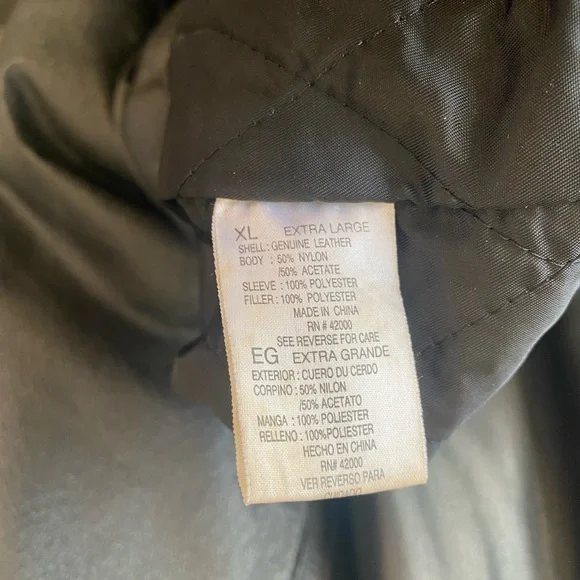 XL EXTRA LARGE
SHELL : GENUINE LEATHER
BODY : 50% NYLON
/50% ACETATE
SLEEVE : 100% POLYESTER
FILLER : 100% POLYESTER
MADE IN CHINA
RN # 42000
SEE REVERSE FOR CARE
EG EXTRA GRANDE
EXTERIOR : CUERO DU CERDO
CORPINO : 50% NILON
/50% ACETATO
MANGA : 100% POLIESTER
RELLENO : 100%POLIESTER
HECHO EN CHINA
RN# 42000
VER REVERSO PARA
CUIDADO